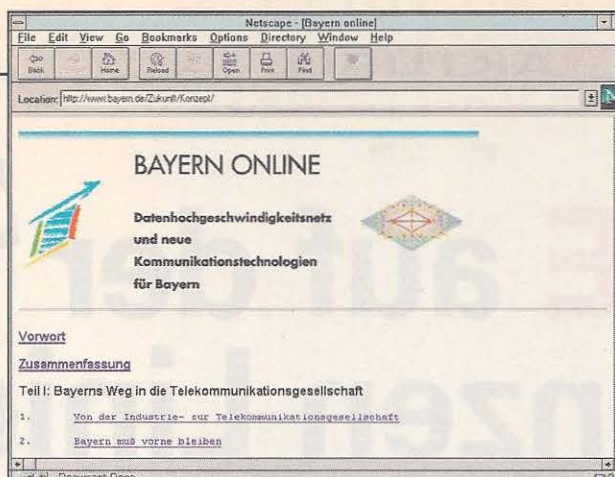 Netscape - [Bayern online]
File Edit View Go Bookmarks Options Directory Window Help
Back Home Reload Open Print Find
Location: http://www.bayern.de/Zukunft/Konzept/
N
BAYERN ONLINE
Datenhochgeschwindigkeitsnetz
und neue
Kommunikationstechnologien
für Bayern
Vorwort
Zusammenfassung
Teil I: Bayerns Weg in die Telekommunikationsgesellschaft
1. Von der Industrie- zur Telekommunikationsgesellschaft
2. Bayern muß vorne bleiben
Document: Done